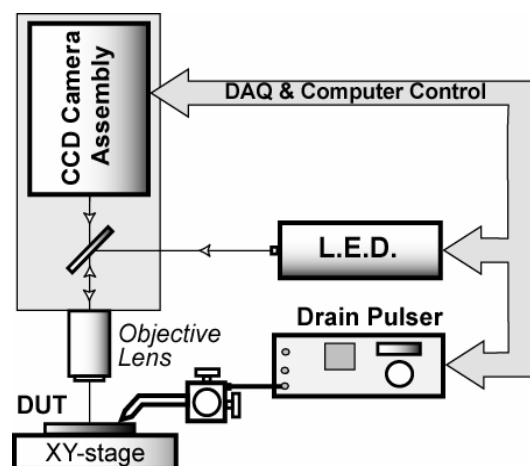 CCD Camera
Assembly
DAQ & Computer Control
L.E.D.
Drain Pulser
Objective
Lens
DUT
XY-stage